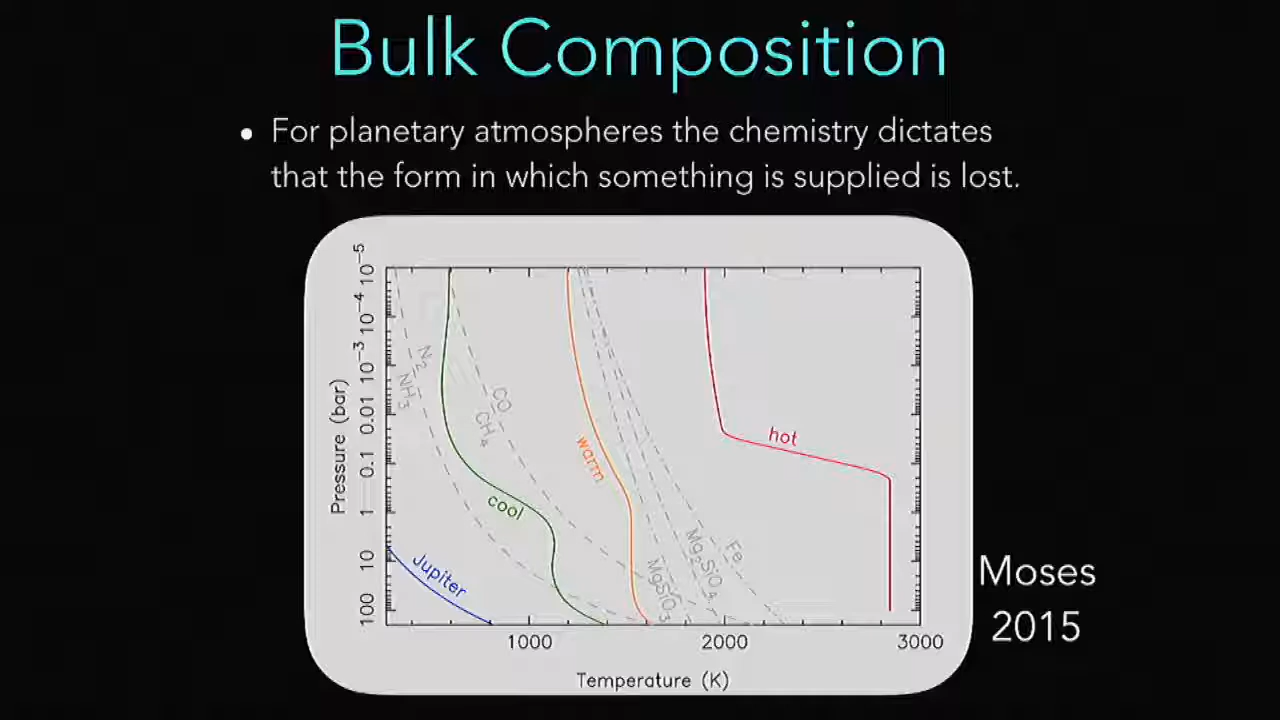 Bulk Composition
• For planetary atmospheres the chemistry dictates
that the form in which something is supplied is lost.
10⁻⁵
10⁻⁴
10⁻³
0.01
0.1
1
10
100
Pressure (bar)
N₂
NH₃
CO
CH₄
cool
warm
hot
Jupiter
MgSiO₃
Mg₂SiO₄
Fe
1000
2000
3000
Temperature (K)
Moses
2015